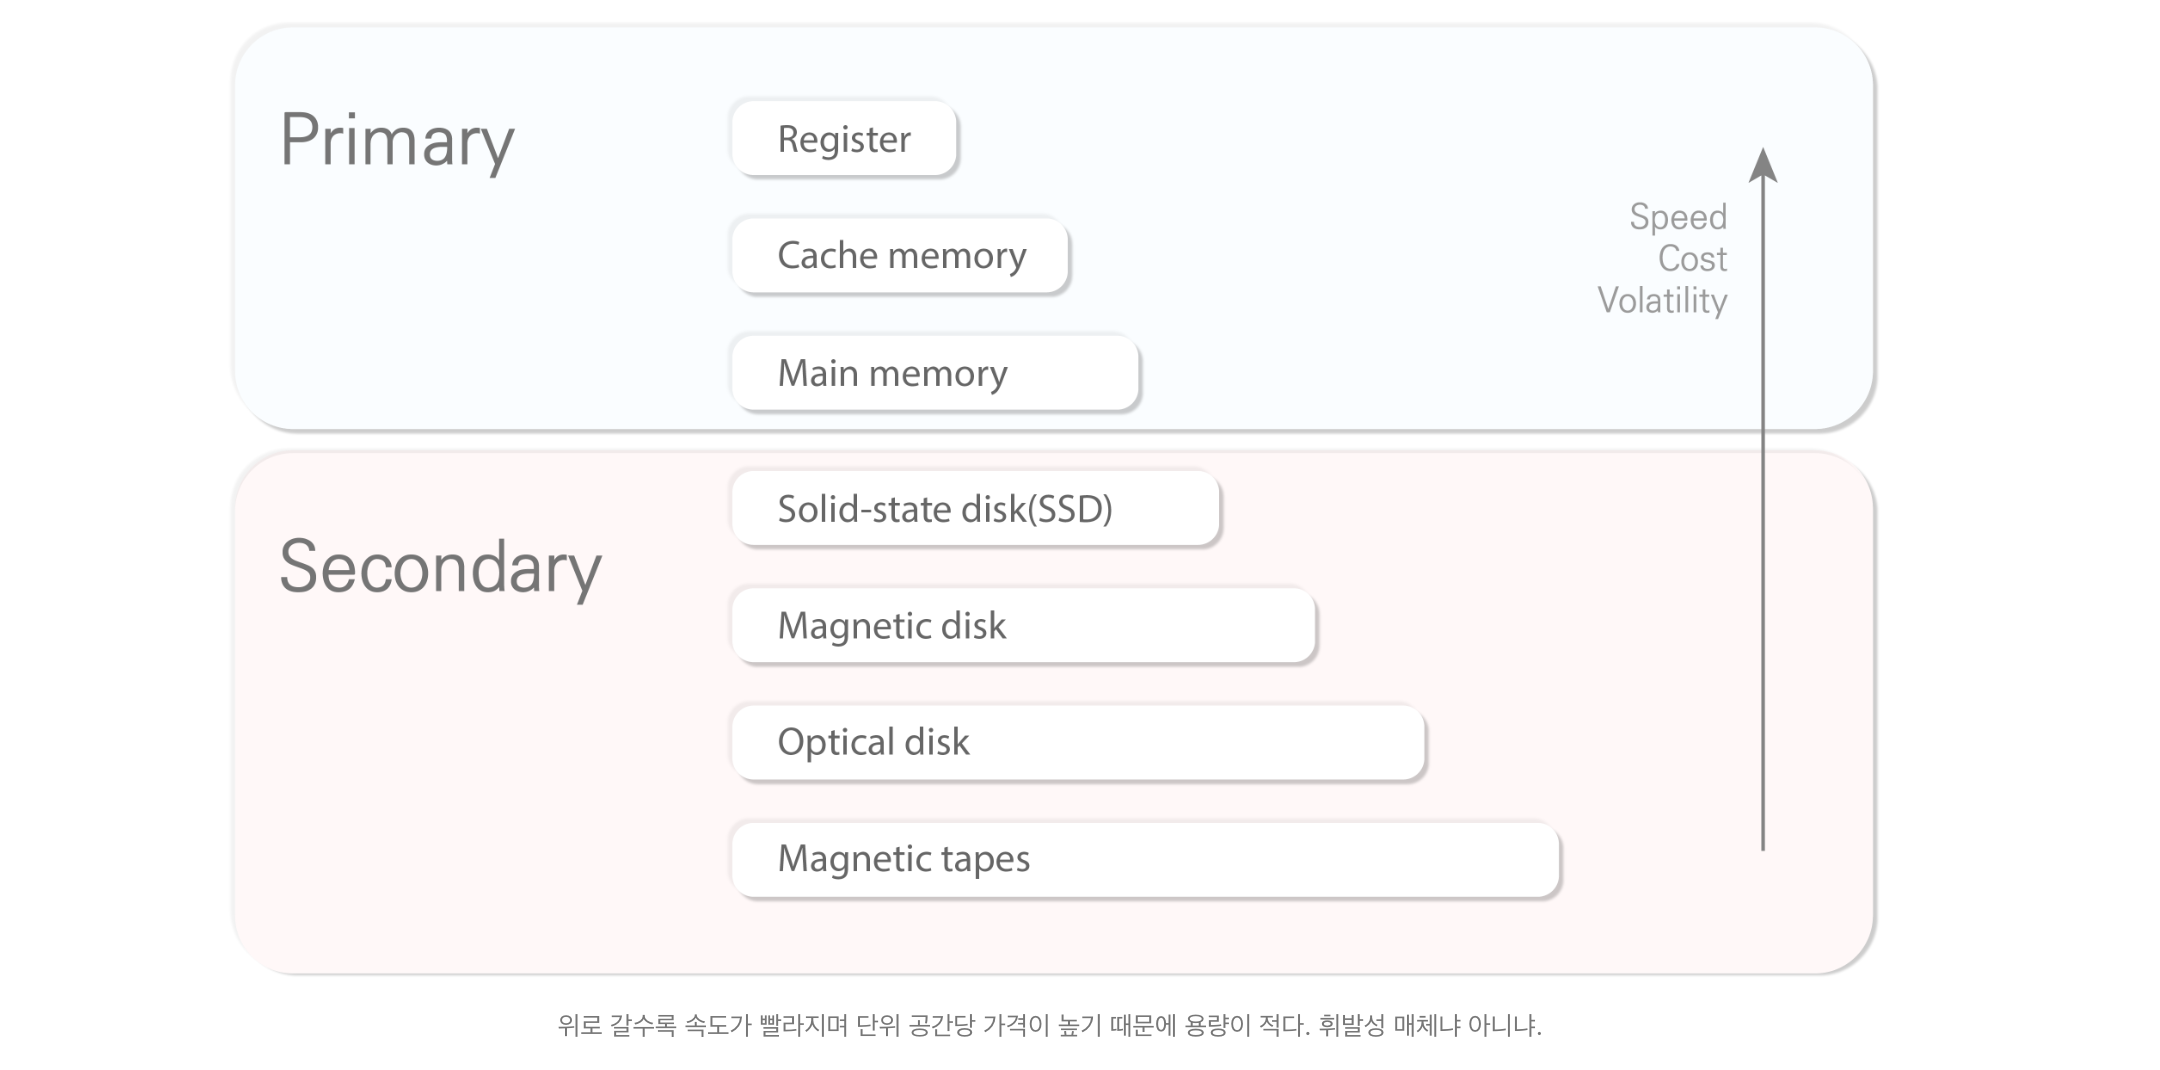 Primary
Register
Cache memory
Main memory
Speed
Cost
Volatility
Secondary
Solid-state disk(SSD)
Magnetic disk
Optical disk
Magnetic tapes
위로 갈수록 속도가 빨라지며 단위 공간당 가격이 높기 때문에 용량이 적다. 휘발성 매체냐 아니냐.